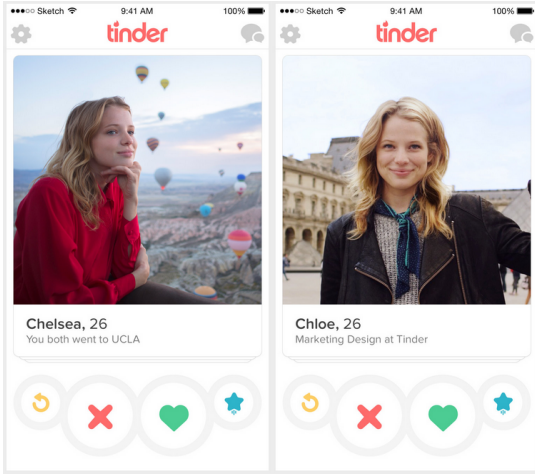 ●●●○○ Sketch 9:41 AM 100%
tinder
Chelsea, 26
You both went to UCLA
●●●○○ Sketch 9:41 AM 100%
tinder
Chloe, 26
Marketing Design at Tinder